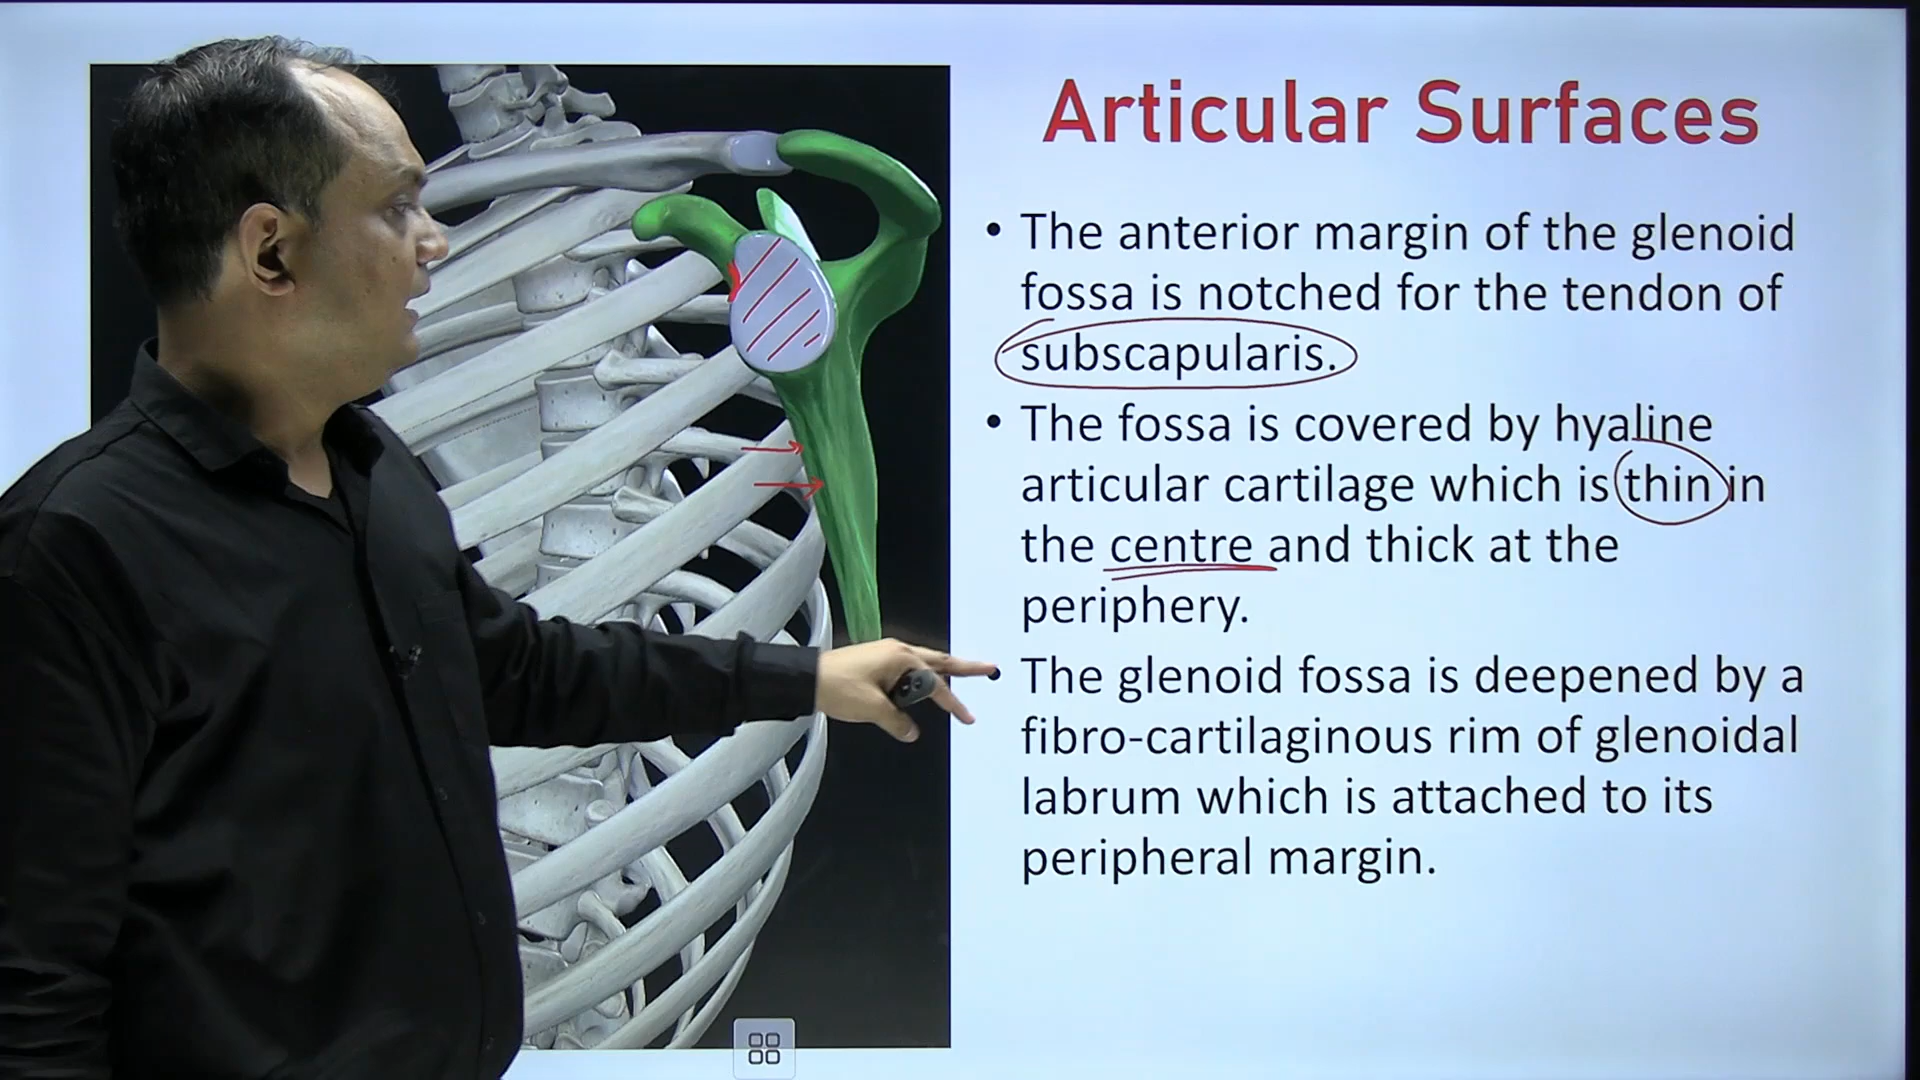 Articular Surfaces
• The anterior margin of the glenoid
fossa is notched for the tendon of
subscapularis.
• The fossa is covered by hyaline
articular cartilage which is thin in
the centre and thick at the
periphery.
• The glenoid fossa is deepened by a
fibro-cartilaginous rim of glenoidal
labrum which is attached to its
peripheral margin.